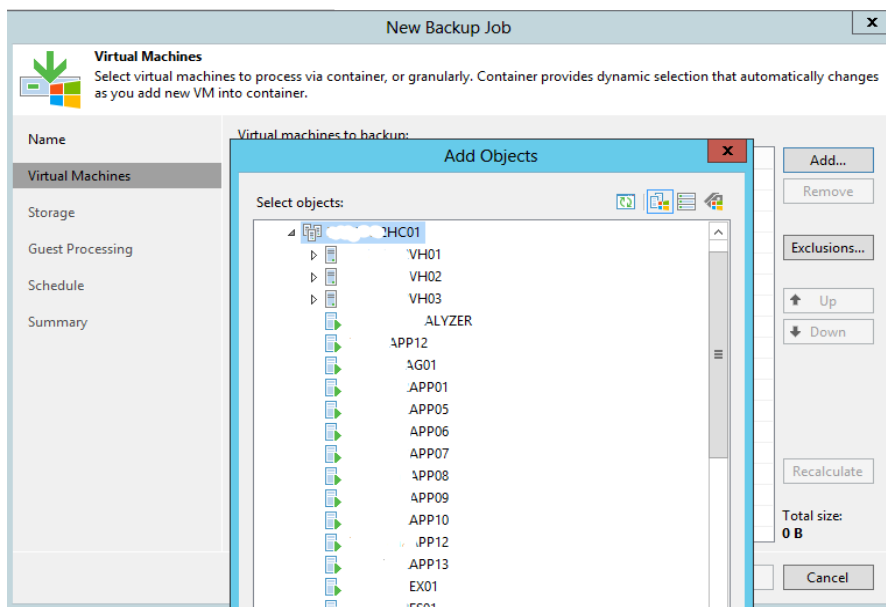 New Backup Job
x
Virtual Machines
Select virtual machines to process via container, or granularly. Container provides dynamic selection that automatically changes
as you add new VM into container.
Name
Virtual Machines
Storage
Guest Processing
Schedule
Summary
Virtual machines to backup:
Add Objects
x
Select objects:
HC01
VH01
VH02
VH03
ALYZER
APP12
AG01
APP01
APP05
APP06
APP07
APP08
APP09
APP10
APP12
APP13
EX01
Add...
Remove
Exclusions...
Up
Down
Recalculate
Total size:
0 B
Cancel